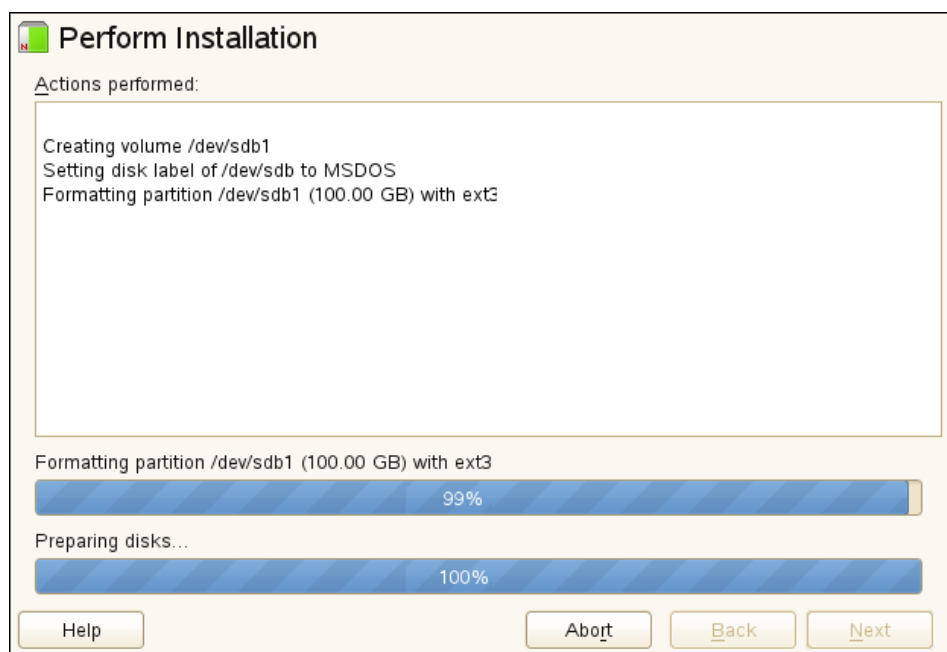 Perform Installation
Actions performed:
Creating volume /dev/sdb1
Setting disk label of /dev/sdb to MSDOS
Formatting partition /dev/sdb1 (100.00 GB) with ext3
Formatting partition /dev/sdb1 (100.00 GB) with ext3
99%
Preparing disks...
100%
Help Abort Back Next